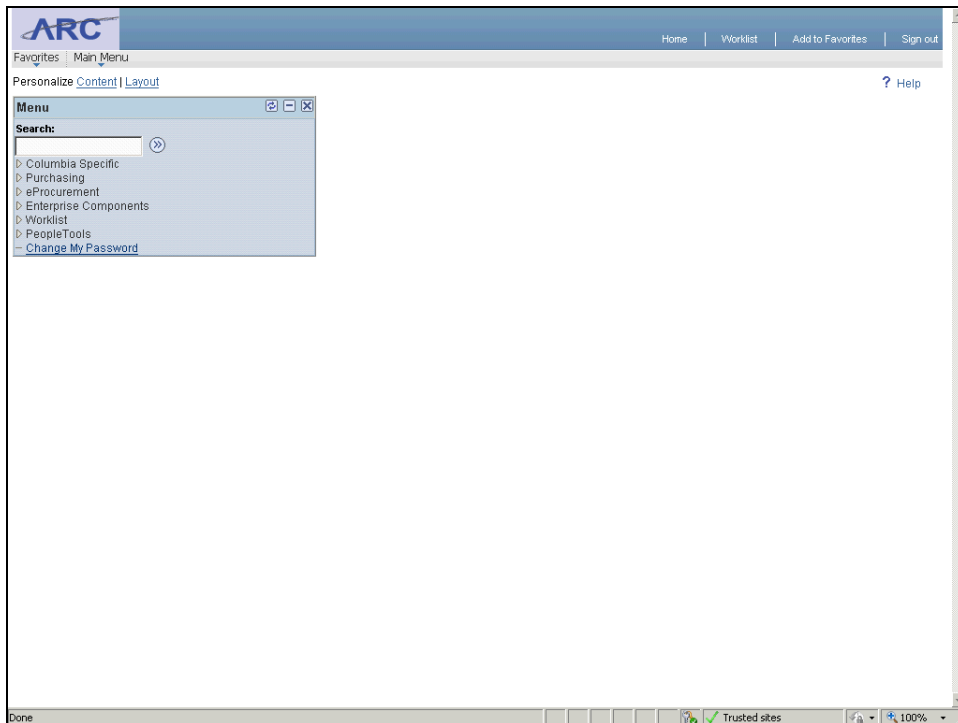 ARC
Home | Worklist | Add to Favorites | Sign out
Favorites Main Menu
Personalize Content | Layout
? Help
Menu
Search:
Columbia Specific
Purchasing
eProcurement
Enterprise Components
Worklist
PeopleTools
Change My Password
Done Trusted sites 100%